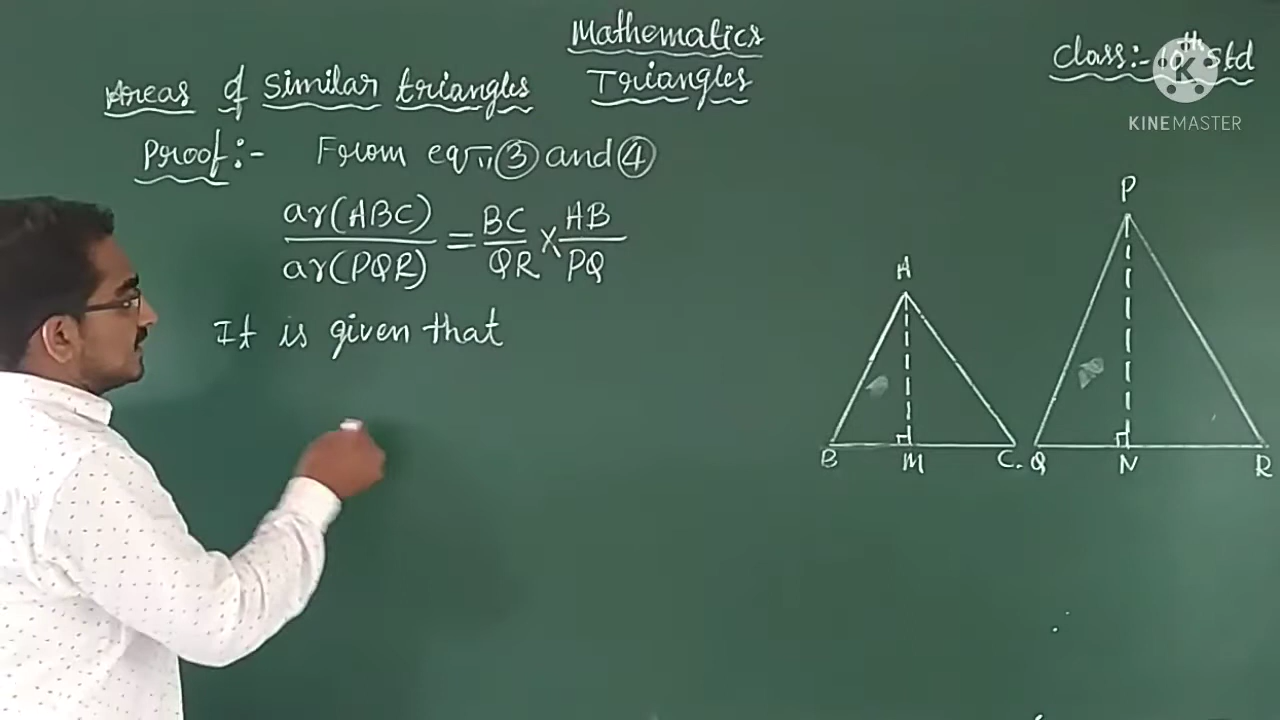 Mathematics
Class:- 10th Std
Areas of Similar triangles
Triangles
Proof:- From eqn (3) and (4)
ar(ABC) / ar(PQR) = BC / QR × AB / PQ
It is given that
P
A
B M C. Q N R
K
KINEMASTER